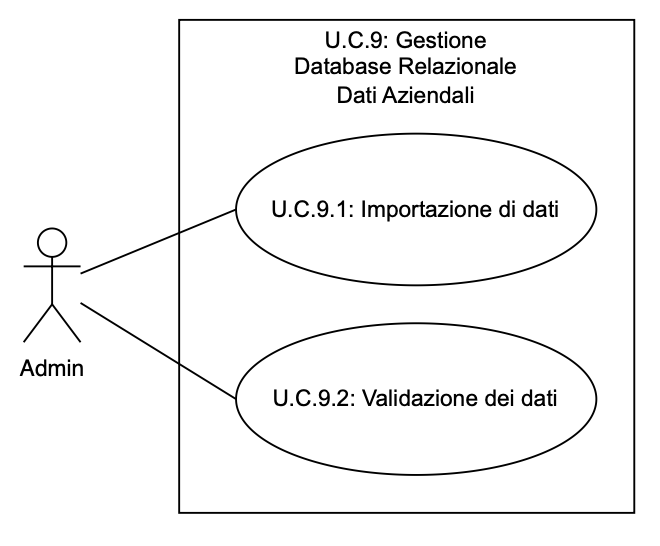 U.C.9: Gestione
Database Relazionale
Dati Aziendali
U.C.9.1: Importazione di dati
Admin
U.C.9.2: Validazione dei dati